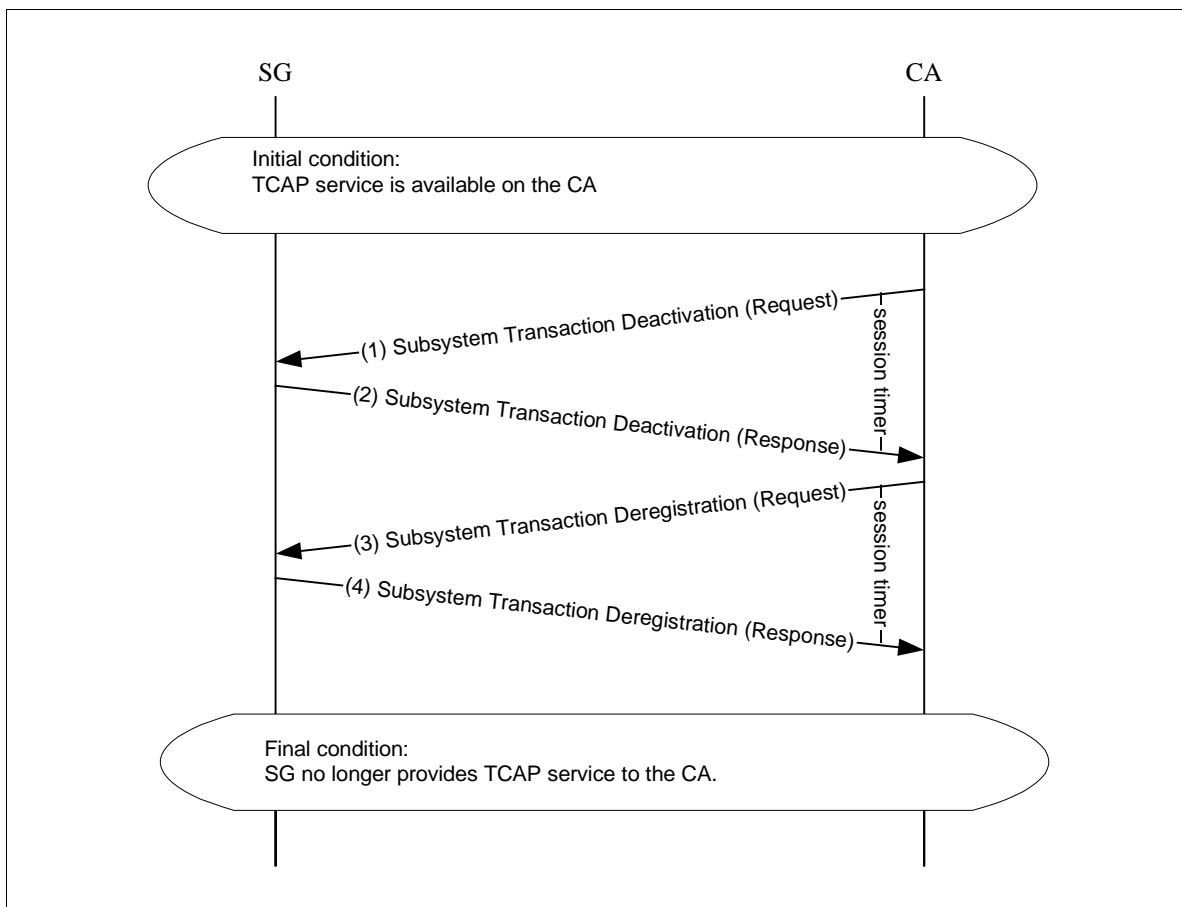 SG
CA
Initial condition:
TCAP service is available on the CA
(1) Subsystem Transaction Deactivation (Request)
session timer
(2) Subsystem Transaction Deactivation (Response)
(3) Subsystem Transaction Deregistration (Request)
session timer
(4) Subsystem Transaction Deregistration (Response)
Final condition:
SG no longer provides TCAP service to the CA.